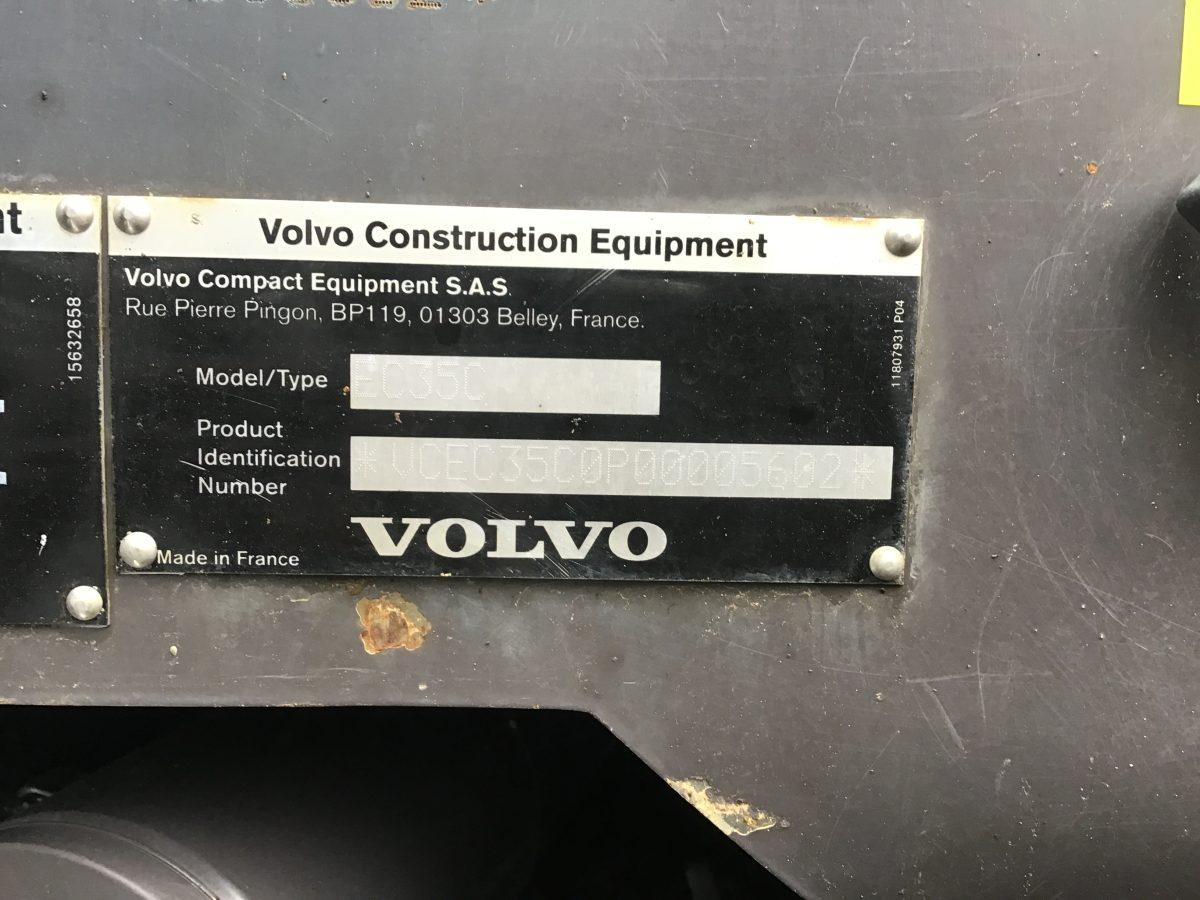 nt
15632658
Volvo Construction Equipment
Volvo Compact Equipment S.A.S.
Rue Pierre Pingon, BP119, 01303 Belley, France.
11807931 P04
Model/Type EC35C
Product
Identification
Number
*VCEC35C0P00005602*
VOLVO
Made in France